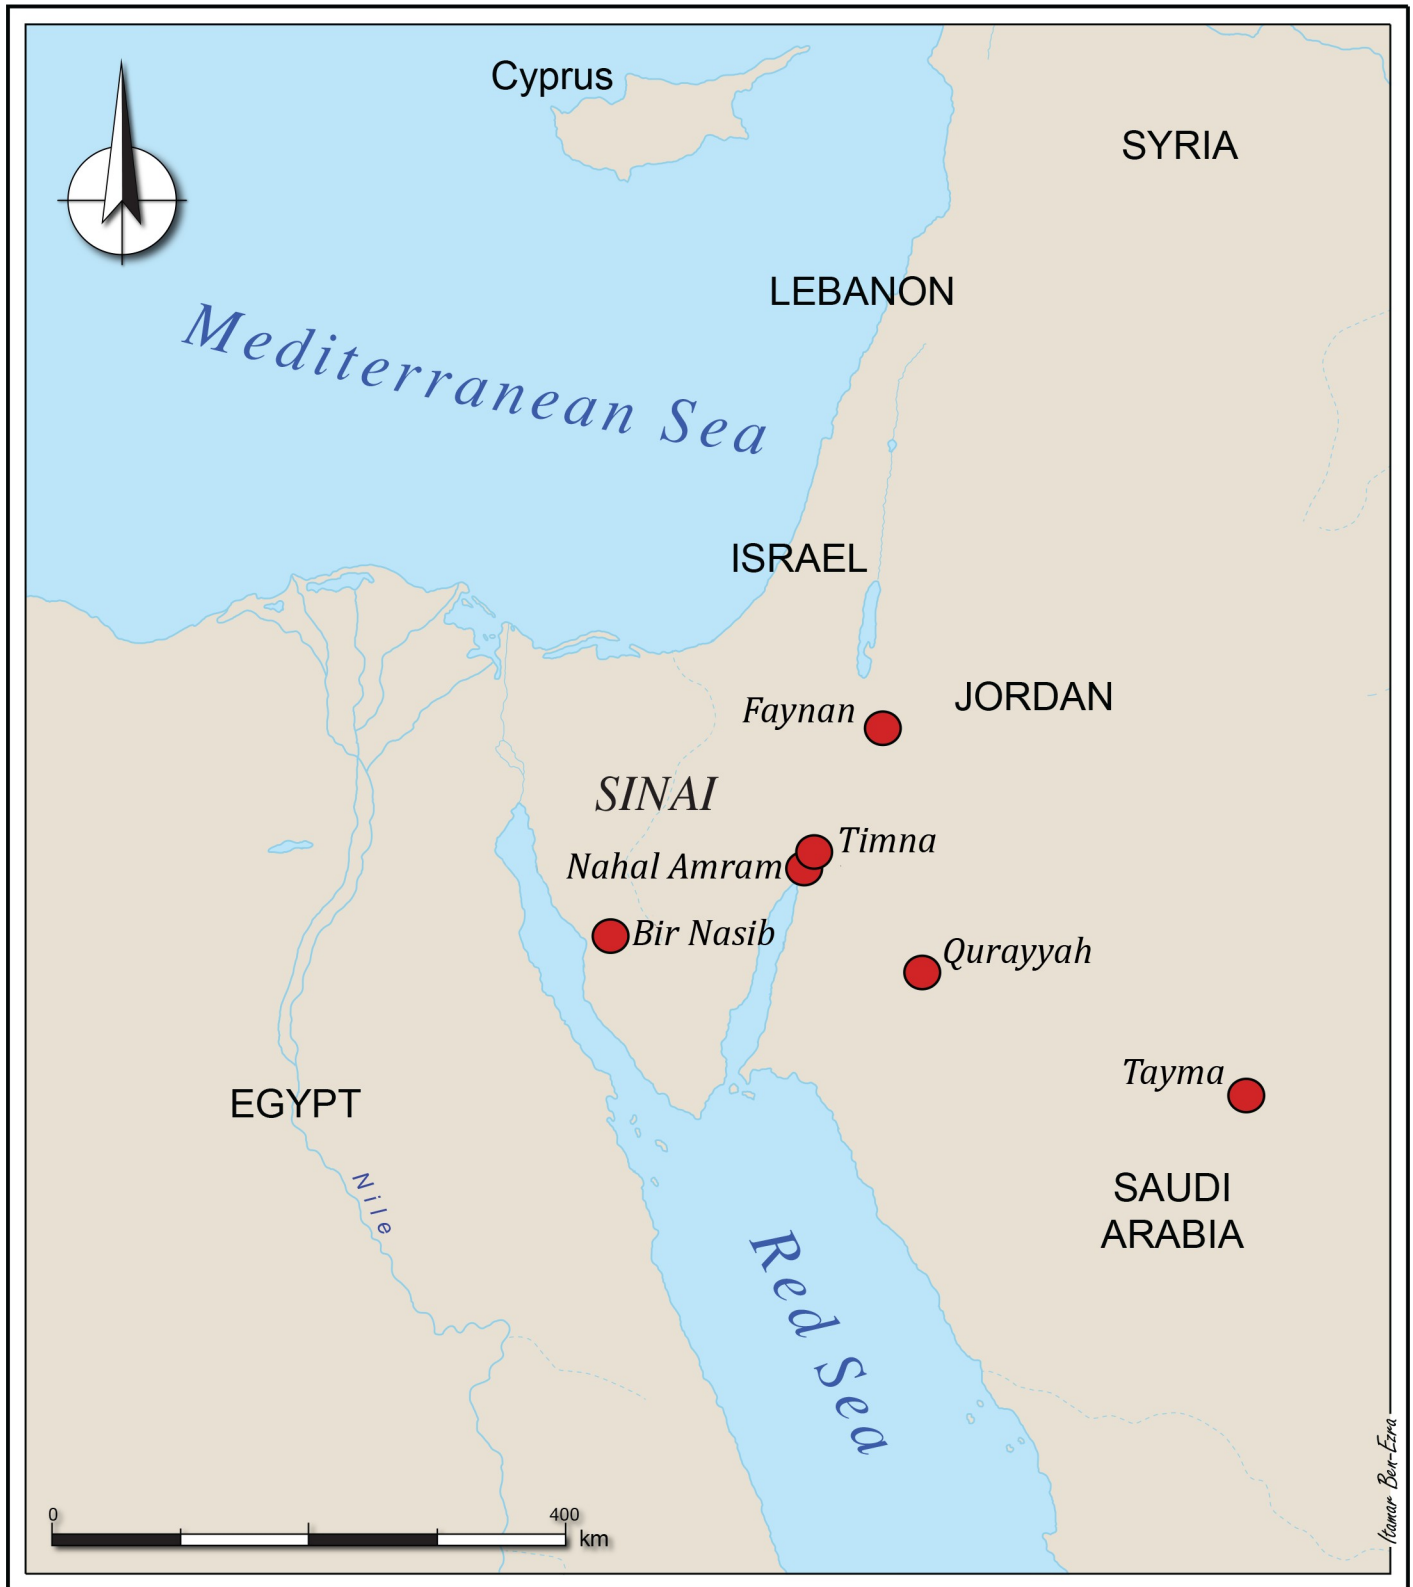 Cyprus
SYRIA
LEBANON
Mediterranean Sea
ISRAEL
JORDAN
Faynan
SINAI
Timna
Nahal Amram
Bir Nasib
Qurayyah
Tayma
EGYPT
Nile
SAUDI
ARABIA
Red Sea
0 400
km
Itamar Ben-Ezra